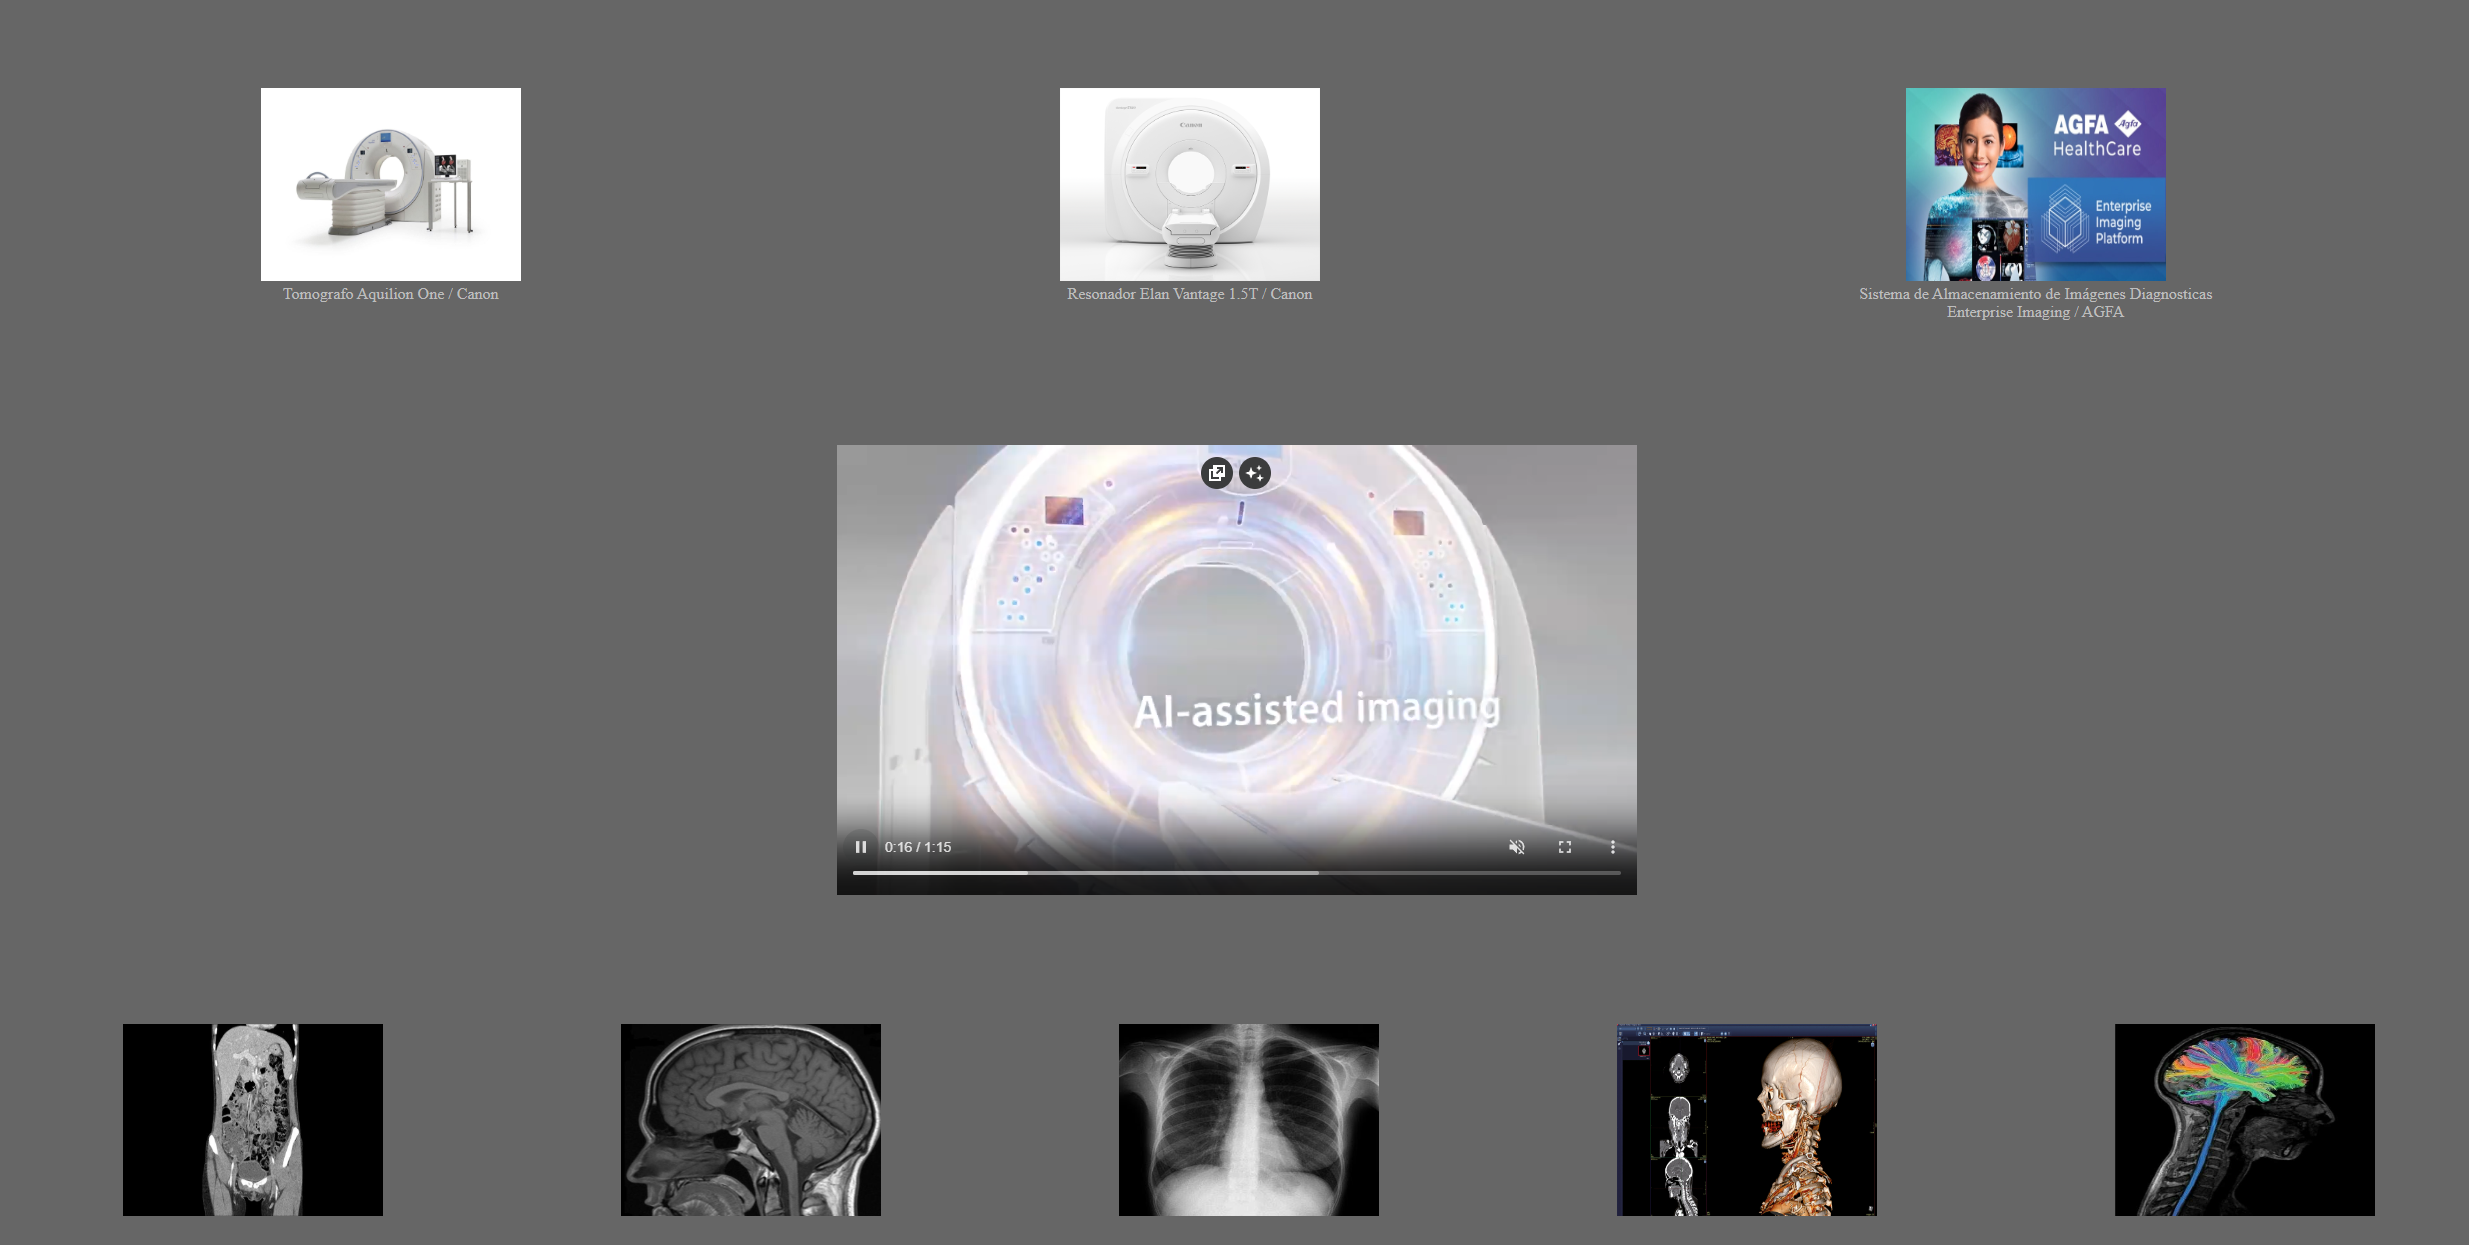 Canon
AGFA
Agfa
HealthCare
Enterprise
Imaging
Platform
Tomografo Aquilion One / Canon
Resonador Elan Vantage 1.5T / Canon
Sistema de Almacenamiento de Imágenes Diagnosticas
Enterprise Imaging / AGFA
AI-assisted imaging
0:16 / 1:15